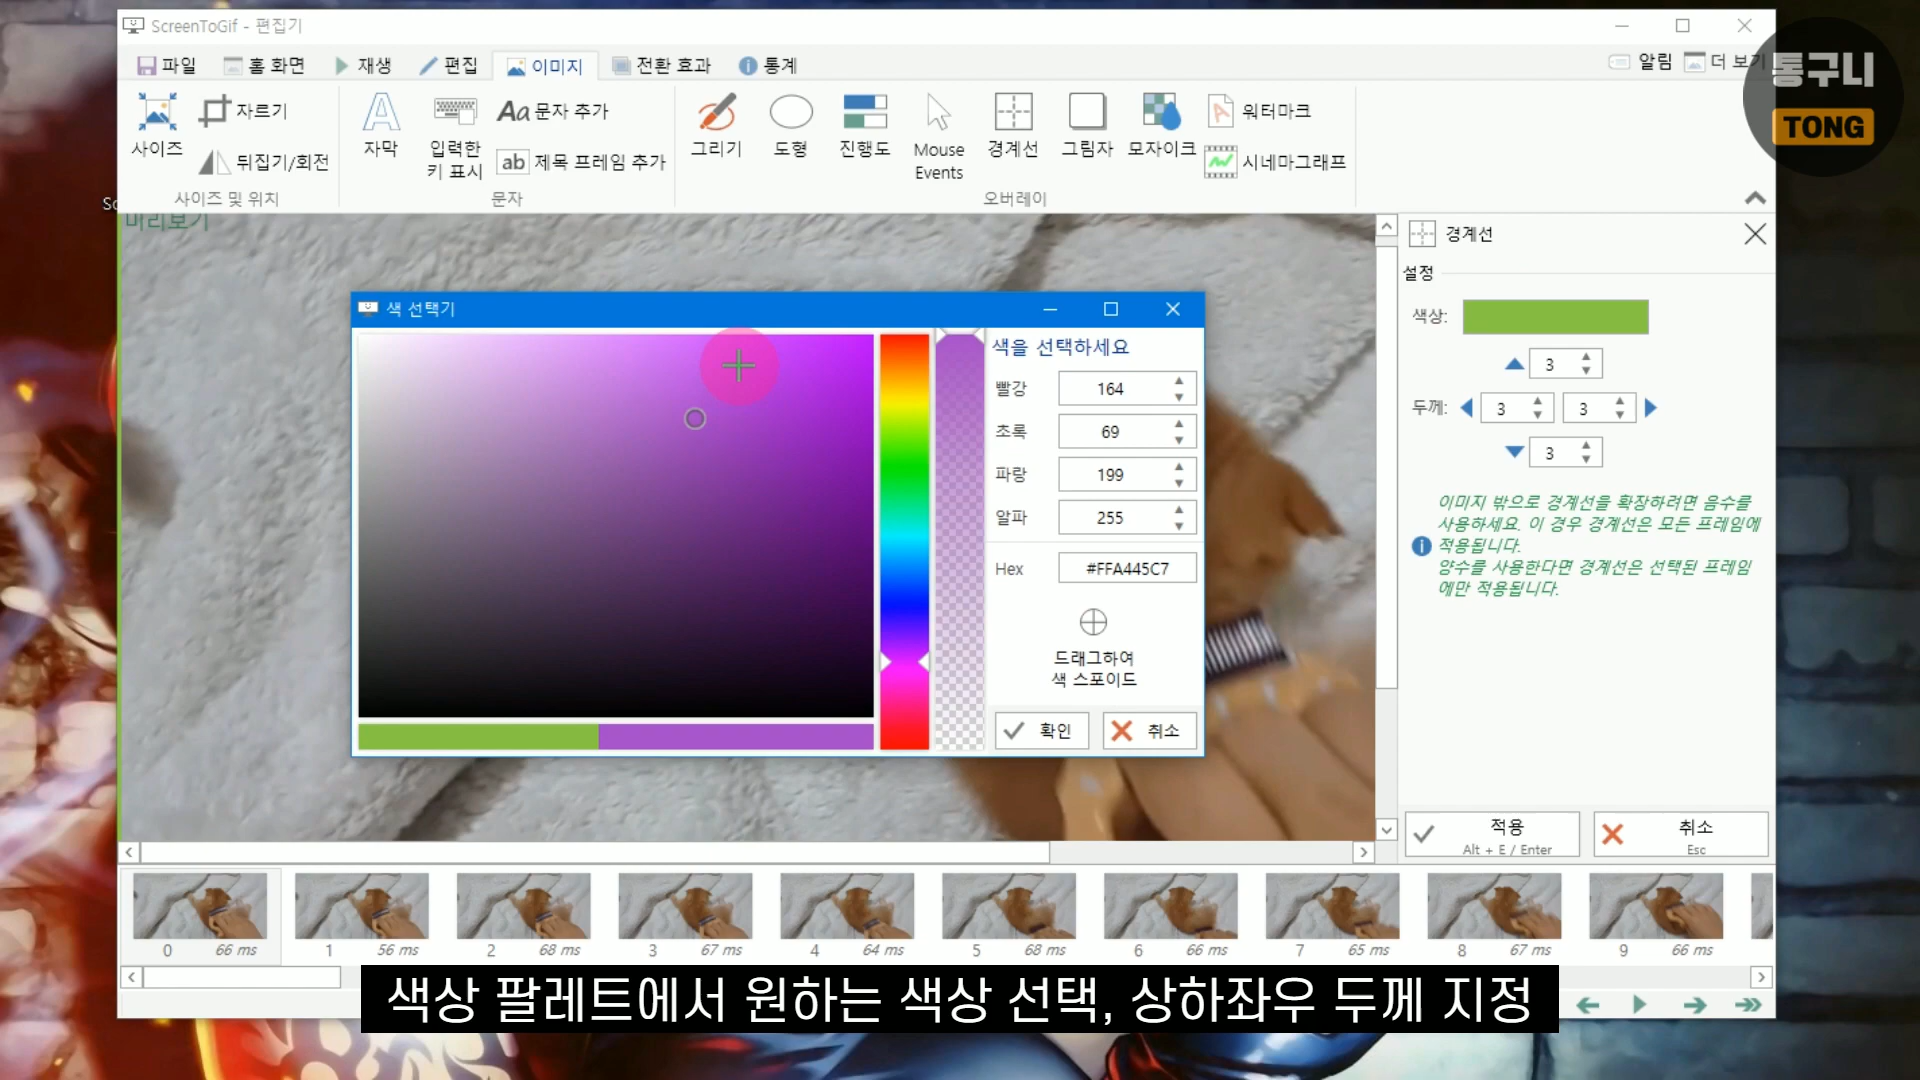 ScreenToGif - 편집기
파일 홈 화면 재생 편집 이미지 전환 효과 통계
알림 더 보기
통구니
TONG
사이즈
자르기
뒤집기/회전
사이즈 및 위치
자막
입력한
키 표시
Aa 문자 추가
ab 제목 프레임 추가
문자
그리기
도형
진행도
Mouse
Events
경계선
그림자
모자이크
워터마크
시네마그래프
오버레이
미리보기
경계선
설정
색상:
3
두께: 3 3
3
이미지 밖으로 경계선을 확장하려면 음수를
사용하세요. 이 경우 경계선은 모든 프레임에
적용됩니다.
양수를 사용한다면 경계선은 선택된 프레임
에만 적용됩니다.
적용
Alt + E / Enter
취소
Esc
색 선택기
색을 선택하세요
빨강 164
초록 69
파랑 199
알파 255
Hex #FFA445C7
드래그하여
색 스포이드
확인 취소
0 66 ms 1 56 ms 2 68 ms 3 67 ms 4 64 ms 5 68 ms 6 66 ms 7 65 ms 8 67 ms 9 66 ms
색상 팔레트에서 원하는 색상 선택, 상하좌우 두께 지정